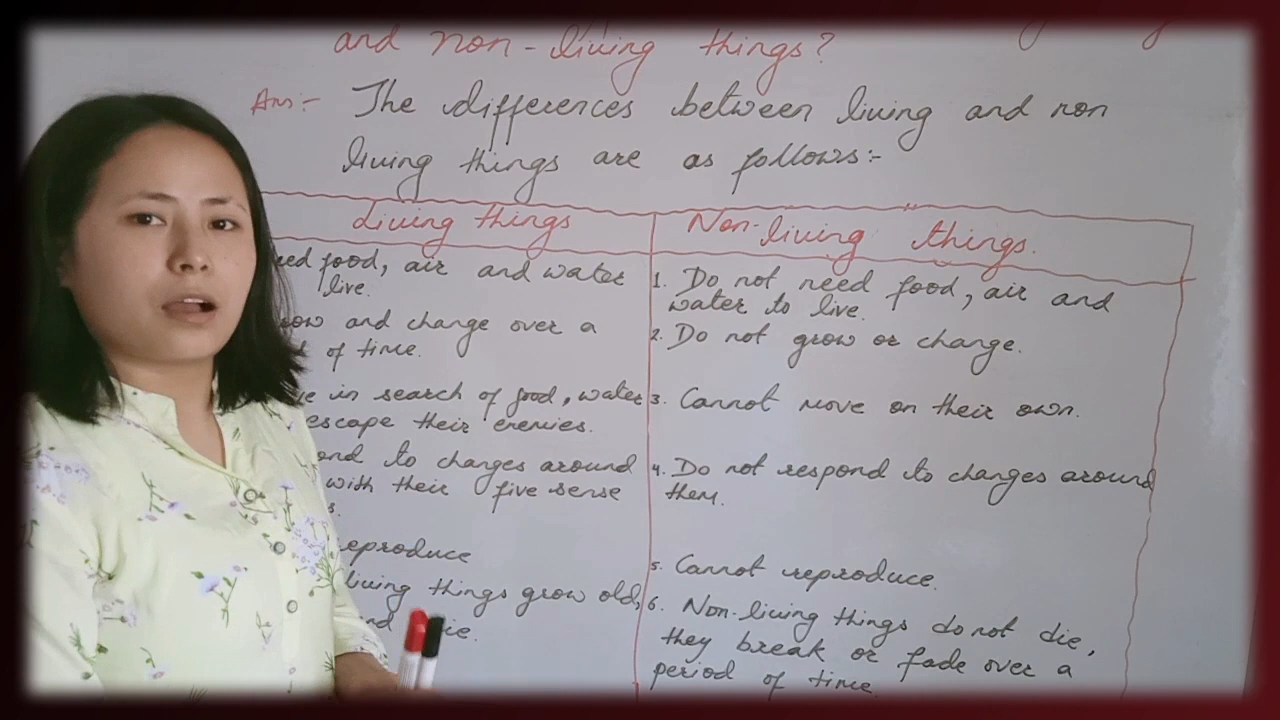 and non-living things?
Ans:- The differences between living and non
living things are as follows:-
Living things
food, air and water
live.
and change over a
of time.
in search of food, water
escape their enemies.
to changes around
with their five sense
reproduce
living things grow old,
die.
Non-living things.
1. Do not need food, air and
water to live.
2. Do not grow or change.
3. Cannot move on their own.
4. Do not respond to changes around
them.
5. Cannot reproduce.
6. Non-living things do not die,
they break or fade over a
period of time.